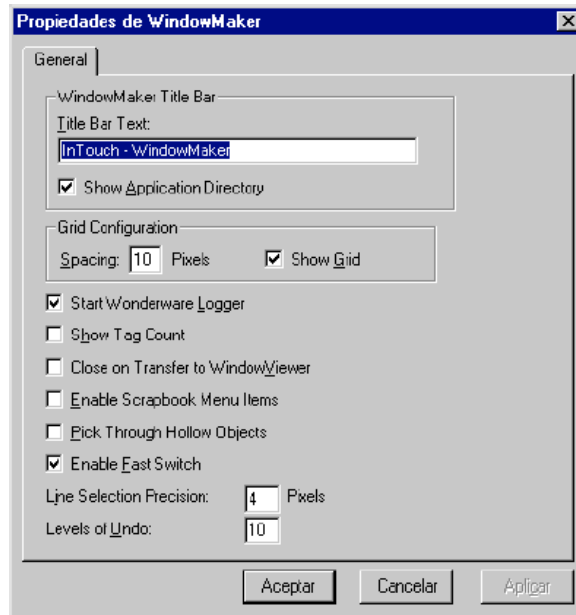 Propiedades de WindowMaker
General
WindowMaker Title Bar
Title Bar Text:
InTouch - WindowMaker
Show Application Directory
Grid Configuration
Spacing: 10 Pixels Show Grid
Start Wonderware Logger
Show Tag Count
Close on Transfer to WindowViewer
Enable Scrapbook Menu Items
Pick Through Hollow Objects
Enable Fast Switch
Line Selection Precision: 4 Pixels
Levels of Undo: 10
Aceptar Cancelar Aplicar